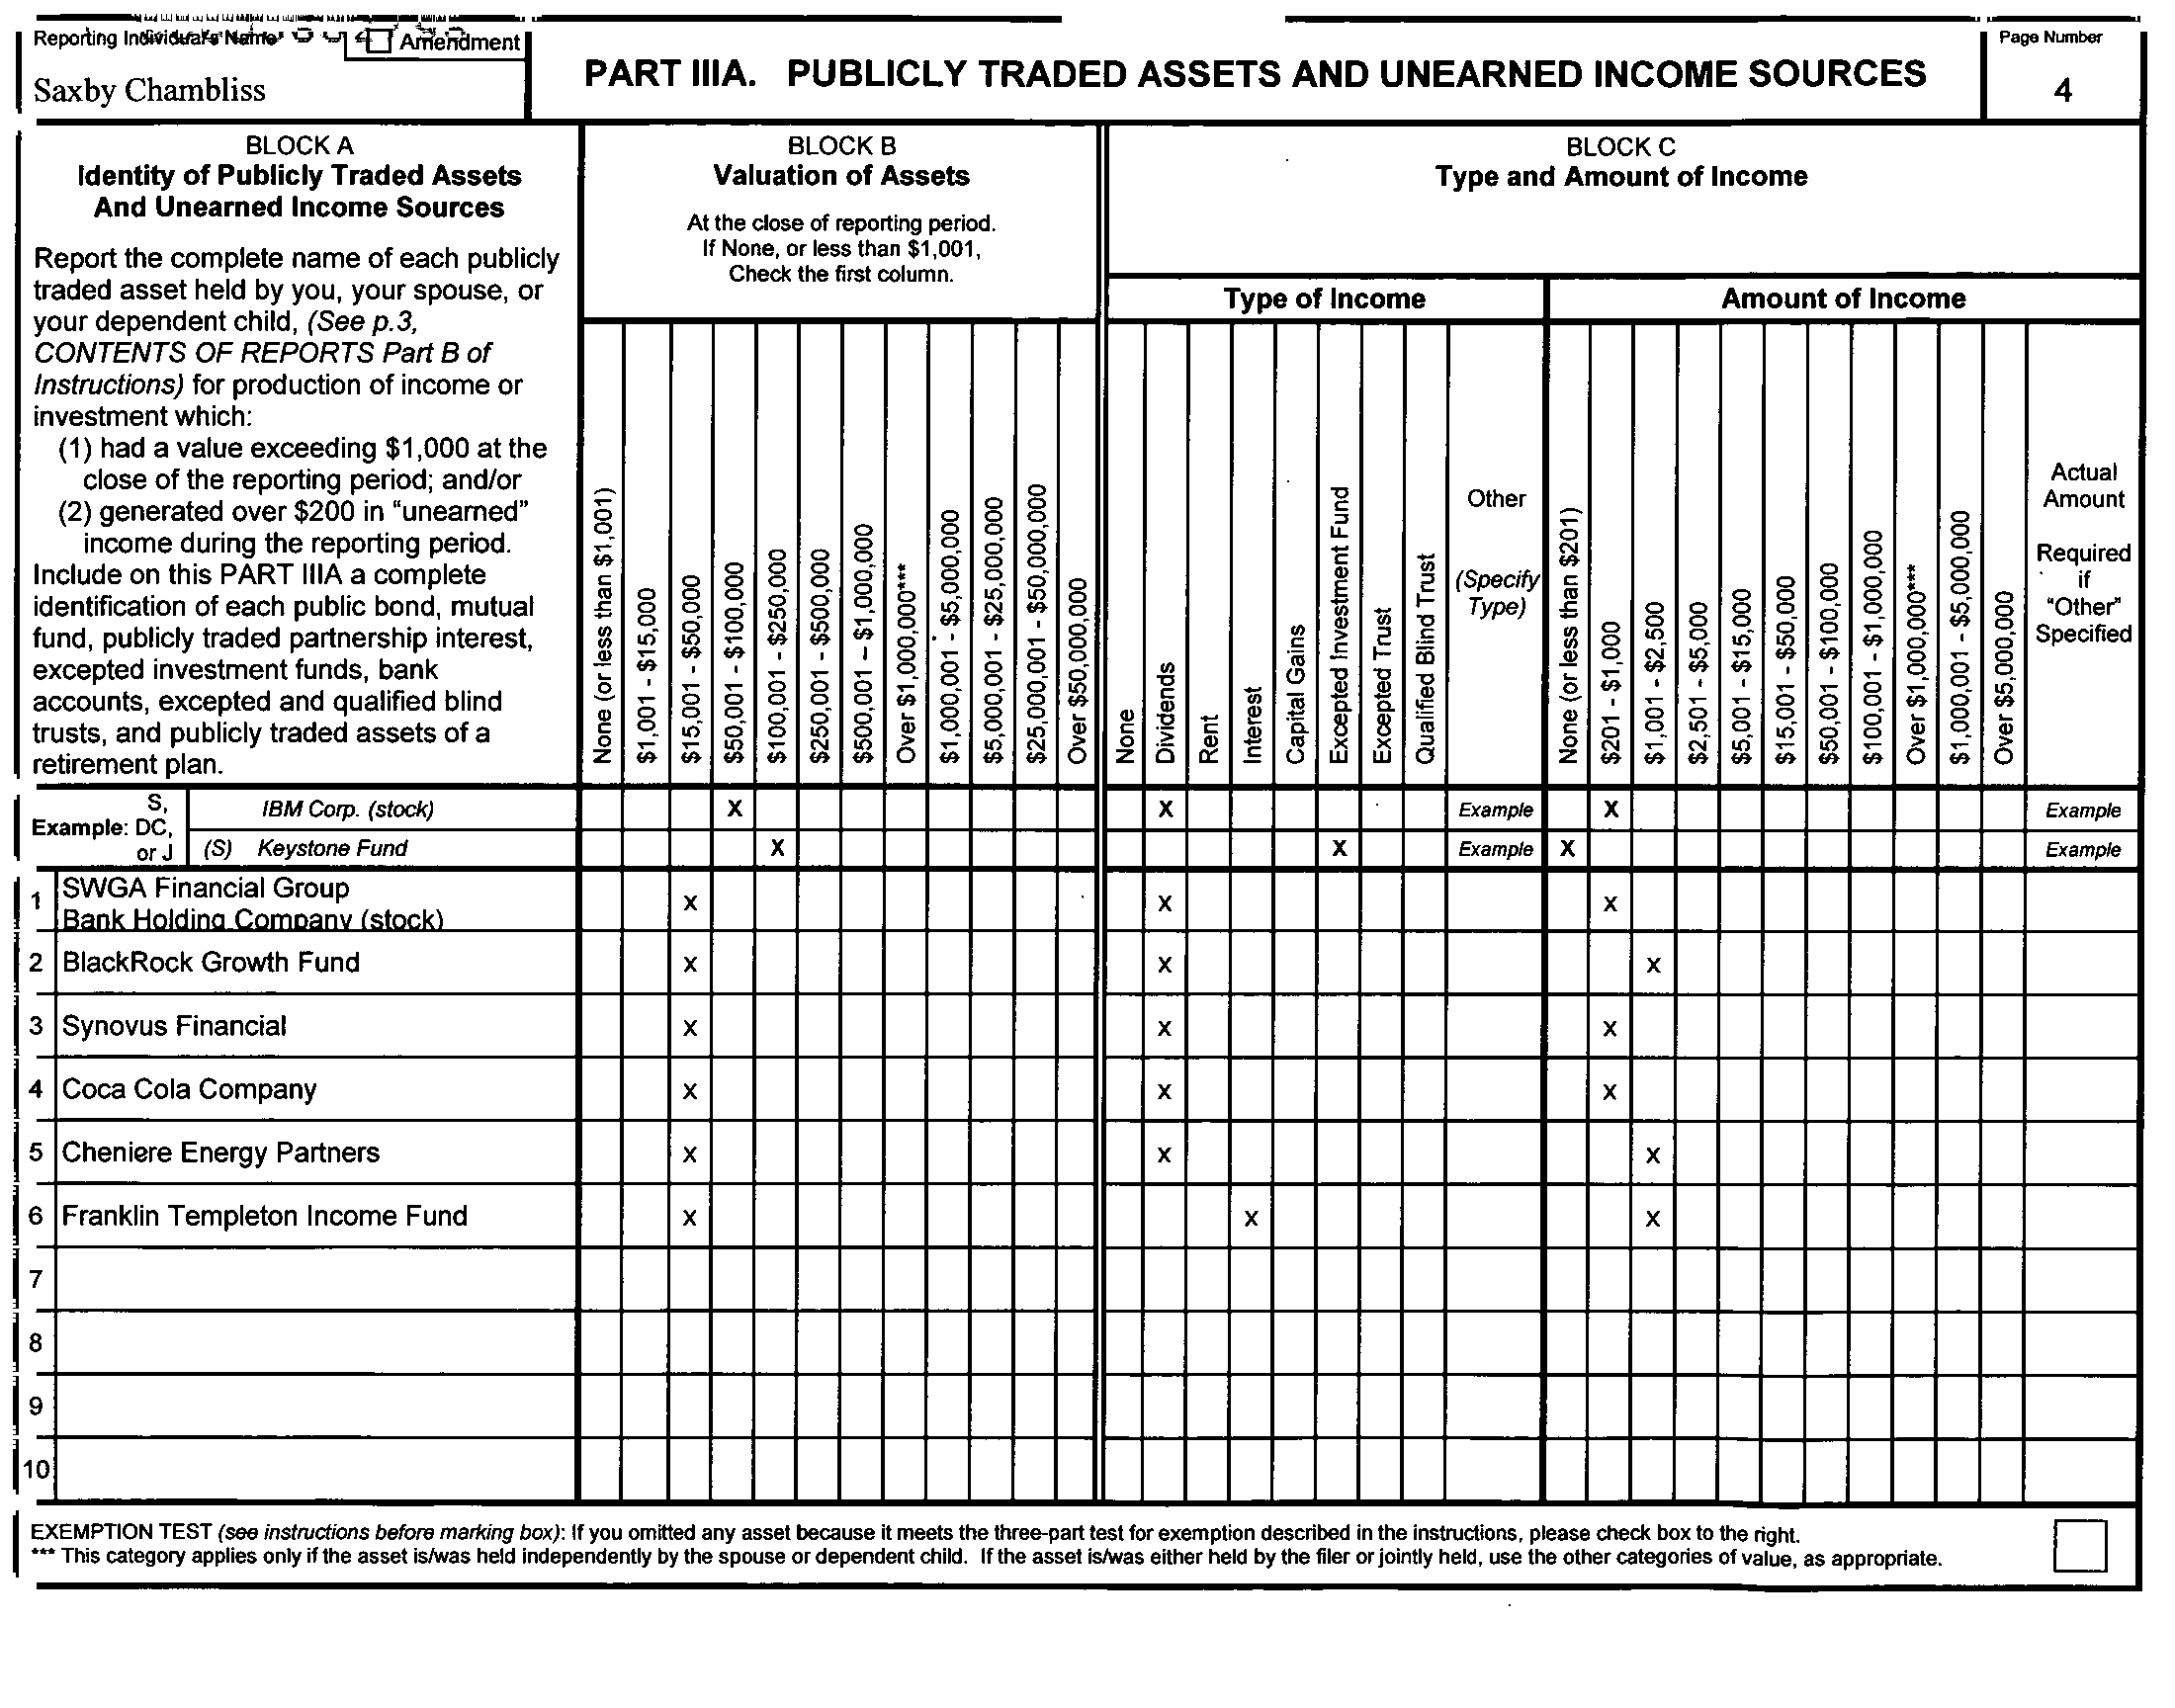 Reporting Individual's Name
Amendment
Saxby Chambliss
PART IIIA. PUBLICLY TRADED ASSETS AND UNEARNED INCOME SOURCES
Page Number
4
BLOCK A
Identity of Publicly Traded Assets
And Unearned Income Sources
Report the complete name of each publicly
traded asset held by you, your spouse, or
your dependent child, (See p.3,
CONTENTS OF REPORTS Part B of
Instructions) for production of income or
investment which:
(1) had a value exceeding $1,000 at the
close of the reporting period; and/or
(2) generated over $200 in “unearned”
income during the reporting period.
Include on this PART IIIA a complete
identification of each public bond, mutual
fund, publicly traded partnership interest,
excepted investment funds, bank
accounts, excepted and qualified blind
trusts, and publicly traded assets of a
retirement plan.
BLOCK B
Valuation of Assets
At the close of reporting period.
If None, or less than $1,001,
Check the first column.
None (or less than $1,001)
$1,001 - $15,000
$15,001 - $50,000
$50,001 - $100,000
$100,001 - $250,000
$250,001 - $500,000
$500,001 – $1,000,000
Over $1,000,000***
$1,000,001 - $5,000,000
$5,000,001 - $25,000,000
$25,000,001 - $50,000,000
Over $50,000,000
BLOCK C
Type and Amount of Income
Type of Income
None
Dividends
Rent
Interest
Capital Gains
Excepted Investment Fund
Excepted Trust
Qualified Blind Trust
Other
(Specify
Type)
Amount of Income
None (or less than $201)
$201 - $1,000
$1,001 - $2,500
$2,501 - $5,000
$5,001 - $15,000
$15,001 - $50,000
$50,001 - $100,000
$100,001 - $1,000,000
Over $1,000,000***
$1,000,001 - $5,000,000
Over $5,000,000
Actual
Amount
Required
if
“Other”
Specified
Example:
S,
DC,
or J
IBM Corp. (stock) X X Example X Example
(S) Keystone Fund X X Example X Example
1 SWGA Financial Group
Bank Holding Company (stock) X X X
2 BlackRock Growth Fund X X X
3 Synovus Financial X X X
4 Coca Cola Company X X X
5 Cheniere Energy Partners X X X
6 Franklin Templeton Income Fund X X X
7
8
9
10
EXEMPTION TEST (see instructions before marking box): If you omitted any asset because it meets the three-part test for exemption described in the instructions, please check box to the right.
*** This category applies only if the asset is/was held independently by the spouse or dependent child. If the asset is/was either held by the filer or jointly held, use the other categories of value, as appropriate.